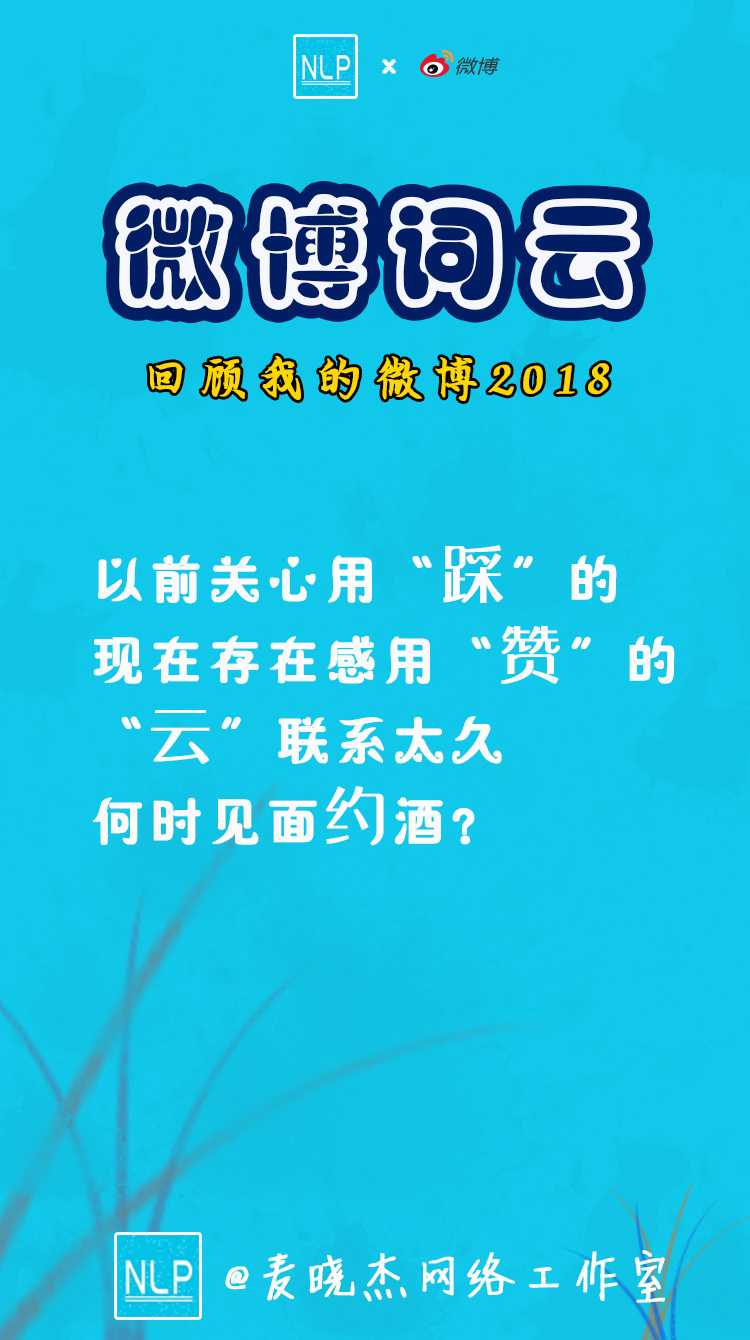 NLP x 微博
微博词云
回顾我的微博2018
以前关心用“踩”的
现在存在感用“赞”的
“云”联系太久
何时见面约酒?
NLP @麦晓杰网络工作室